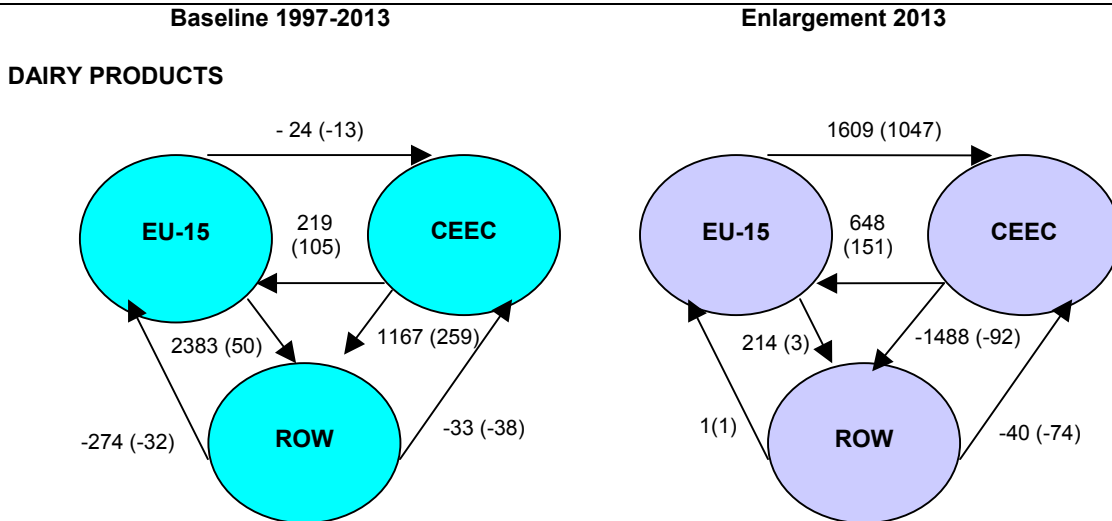 Baseline 1997-2013
Enlargement 2013
DAIRY PRODUCTS
- 24 (-13)
EU-15
CEEC
219
(105)
2383 (50)
1167 (259)
-274 (-32)
ROW
-33 (-38)
1609 (1047)
EU-15
CEEC
648
(151)
214 (3)
-1488 (-92)
1(1)
ROW
-40 (-74)